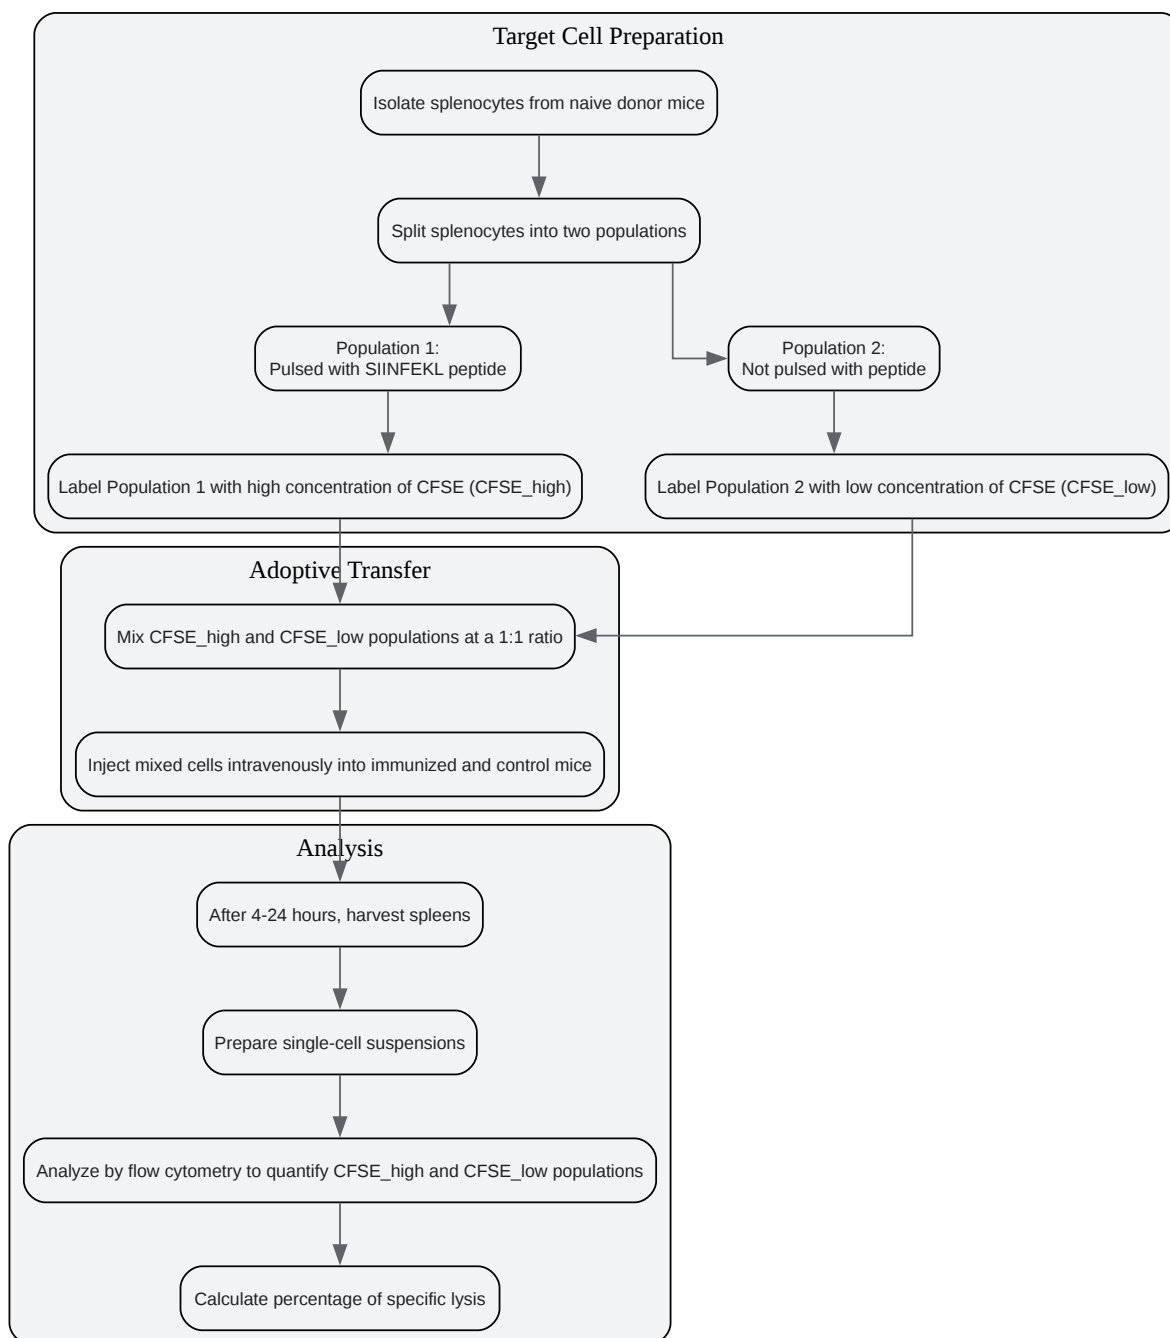 Target Cell Preparation
Isolate splenocytes from naive donor mice
Split splenocytes into two populations
Population 1:
Pulsed with SIINFEKL peptide
Population 2:
Not pulsed with peptide
Label Population 1 with high concentration of CFSE (CFSE_high)
Label Population 2 with low concentration of CFSE (CFSE_low)
Adoptive Transfer
Mix CFSE_high and CFSE_low populations at a 1:1 ratio
Inject mixed cells intravenously into immunized and control mice
Analysis
After 4-24 hours, harvest spleens
Prepare single-cell suspensions
Analyze by flow cytometry to quantify CFSE_high and CFSE_low populations
Calculate percentage of specific lysis